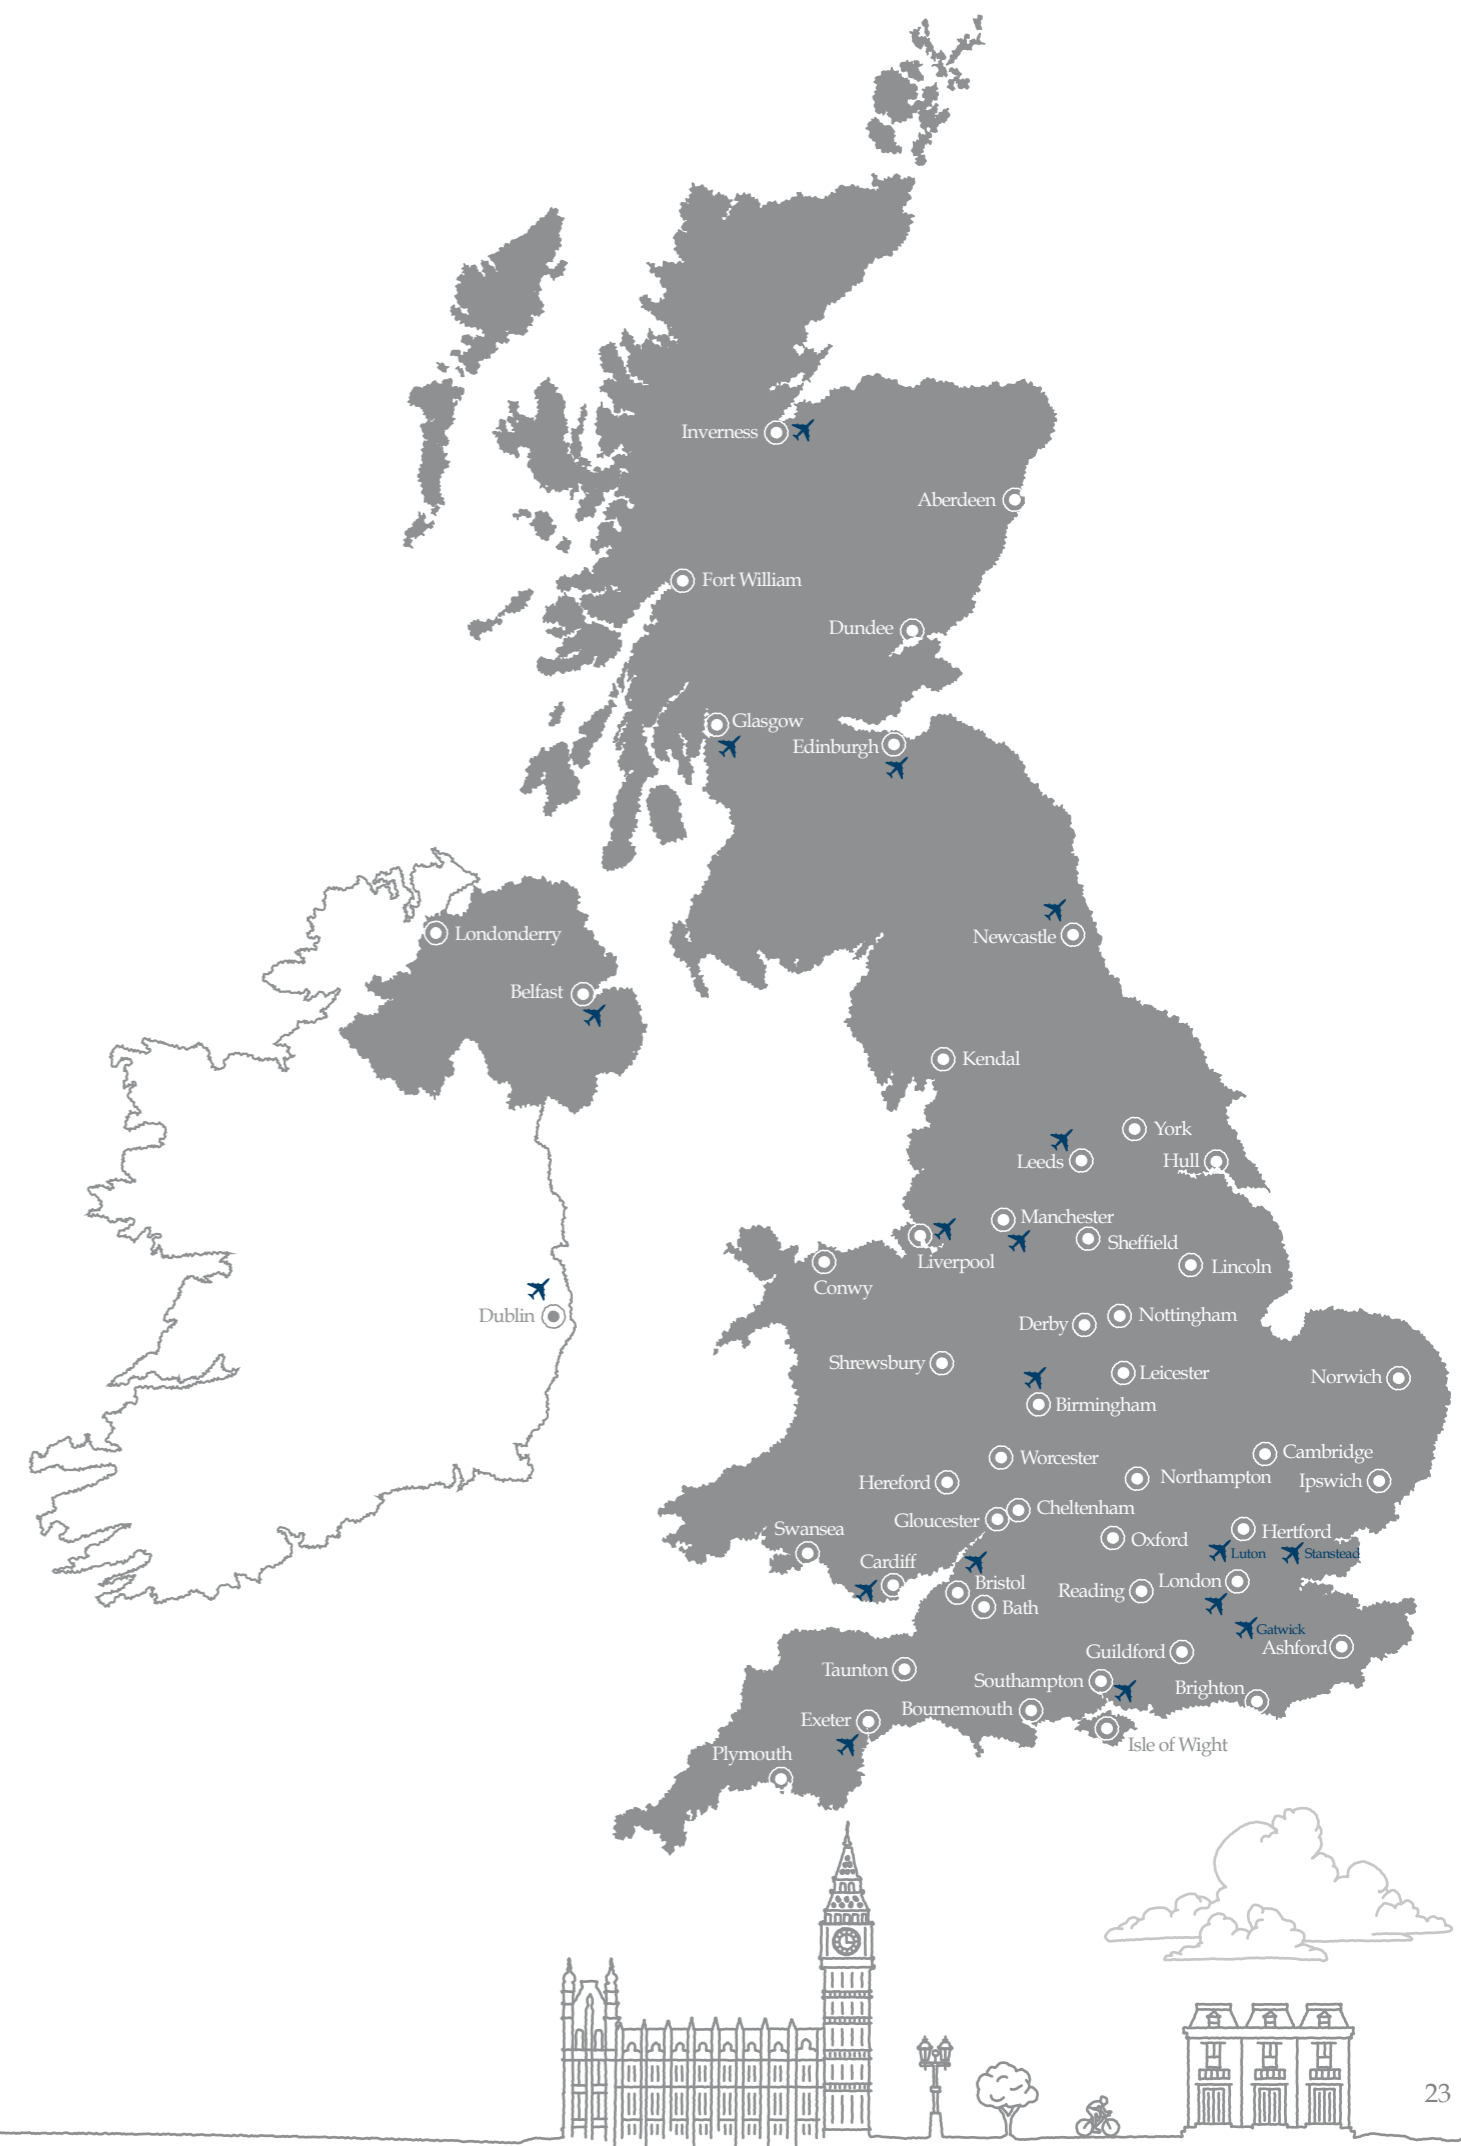 Inverness
Aberdeen
Fort William
Dundee
Glasgow
Edinburgh
Londonderry
Newcastle
Belfast
Kendal
York
Leeds
Hull
Manchester
Sheffield
Liverpool
Lincoln
Conwy
Dublin
Nottingham
Derby
Shrewsbury
Leicester
Norwich
Birmingham
Cambridge
Worcester
Northampton
Ipswich
Hereford
Cheltenham
Gloucester
Swansea
Oxford
Hertford
Luton
Stanstead
Cardiff
Bristol
Reading
London
Bath
Gatwick
Ashford
Guildford
Taunton
Southampton
Brighton
Bournemouth
Exeter
Isle of Wight
Plymouth
23